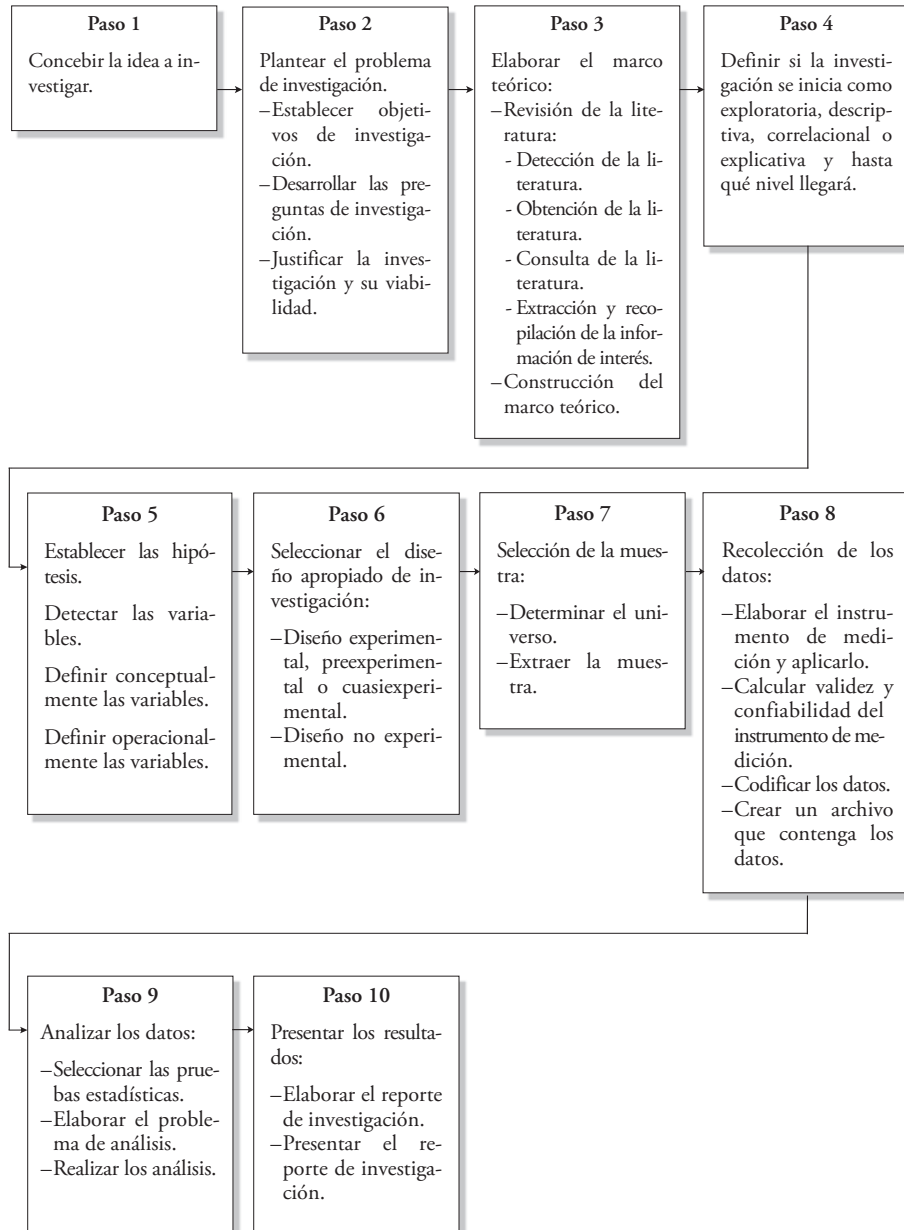 Paso 1
Concebir la idea a in-
vestigar.
Paso 2
Plantear el problema
de investigación.
–Establecer objeti-
vos de investiga-
ción.
–Desarrollar las pre-
guntas de investiga-
ción.
–Justificar la inves-
tigación y su viabi-
lidad.
Paso 3
Elaborar el marco
teórico:
–Revisión de la lite-
ratura:
- Detección de la li-
teratura.
- Obtención de la li-
teratura.
- Consulta de la li-
teratura.
- Extracción y reco-
pilación de la infor-
mación de interés.
–Construcción del
marco teórico.
Paso 4
Definir si la investi-
gación se inicia como
exploratoria, descrip-
tiva, correlacional o
explicativa y hasta
qué nivel llegará.
Paso 5
Establecer las hipó-
tesis.
Detectar las varia-
bles.
Definir conceptual-
mente las variables.
Definir operacional-
mente las variables.
Paso 6
Seleccionar el dise-
ño apropiado de in-
vestigación:
–Diseño experimen-
tal, preexperimen-
tal o cuasiexperi-
mental.
–Diseño no experi-
mental.
Paso 7
Selección de la mues-
tra:
–Determinar el uni-
verso.
–Extraer la mues-
tra.
Paso 8
Recolección de los
datos:
–Elaborar el instru-
mento de medi-
ción y aplicarlo.
–Calcular validez y
confiabilidad del
instrumento de me-
dición.
–Codificar los datos.
–Crear un archivo
que contenga los
datos.
Paso 9
Analizar los datos:
–Seleccionar las prue-
bas estadísticas.
–Elaborar el proble-
ma de análisis.
–Realizar los análisis.
Paso 10
Presentar los resulta-
dos:
–Elaborar el reporte
de investigación.
–Presentar el re-
porte de investiga-
ción.